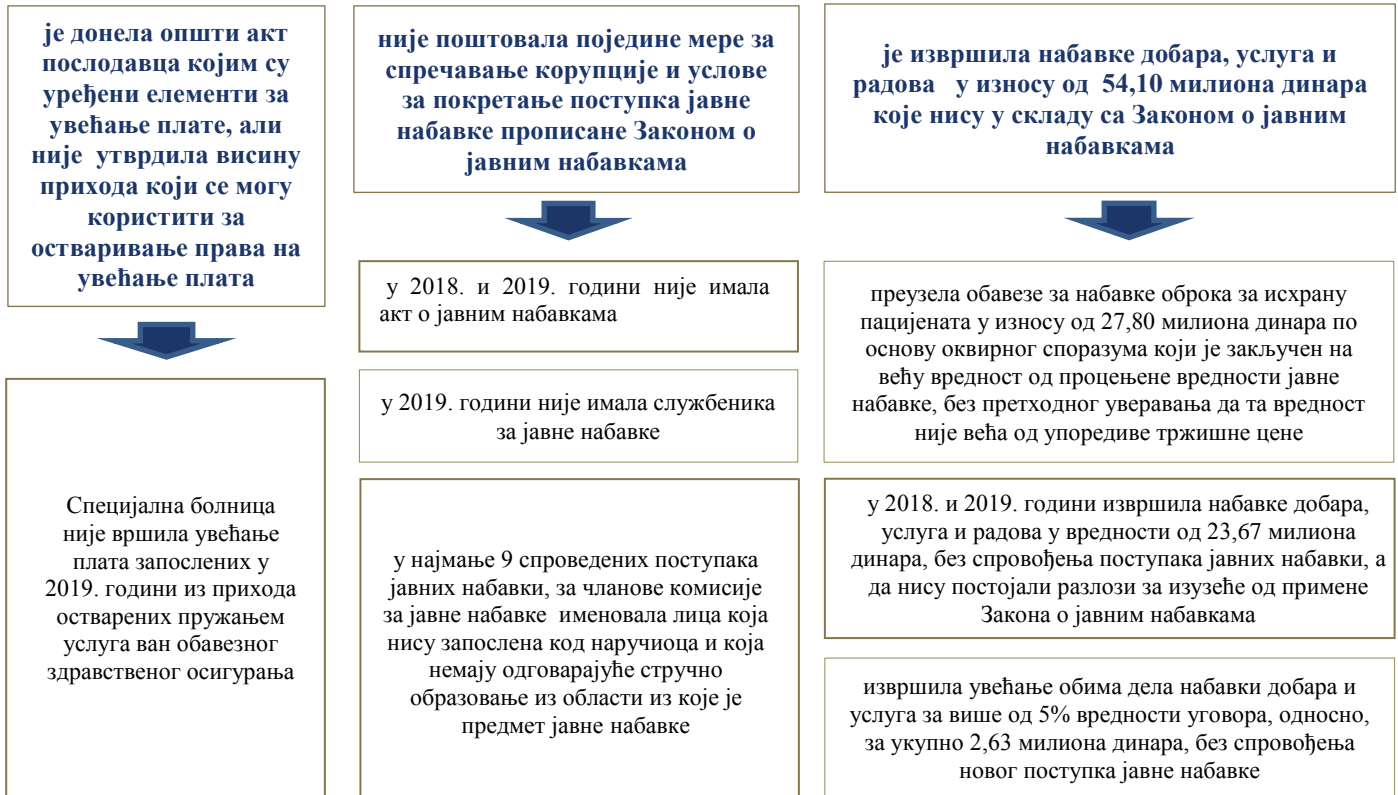 је донела општи акт
послодавца којим су
уређени елементи за
увећање плате, али
није утврдила висину
прихода који се могу
користити за
остваривање права на
увећање плата
Специјална болница
није вршила увећање
плата запослених у
2019. години из прихода
остварених пружањем
услуга ван обавезног
здравственог осигурања
није поштовала поједине мере за
спречавање корупције и услове
за покретање поступка јавне
набавке прописане Законом о
јавним набавкама
у 2018. и 2019. години није имала
акт о јавним набавкама
у 2019. години није имала службеника
за јавне набавке
у најмање 9 спроведених поступака
јавних набавки, за чланове комисије
за јавне набавке именовала лица која
нису запослена код наручиоца и која
немају одговарајуће стручно
образовање из области из које је
предмет јавне набавке
је извршила набавке добара, услуга и
радова у износу од 54,10 милиона динара
које нису у складу са Законом о јавним
набавкама
преузела обавезе за набавке оброка за исхрану
пацијената у износу од 27,80 милиона динара по
основу оквирног споразума који је закључен на
већу вредност од процењене вредности јавне
набавке, без претходног уверавања да та вредност
није већа од упоредиве тржишне цене
у 2018. и 2019. години извршила набавке добара,
услуга и радова у вредности од 23,67 милиона
динара, без спровођења поступака јавних набавки, а
да нису постојали разлози за изузеће од примене
Закона о јавним набавкама
извршила увећање обима дела набавки добара и
услуга за више од 5% вредности уговора, односно,
за укупно 2,63 милиона динара, без спровођења
новог поступка јавне набавке